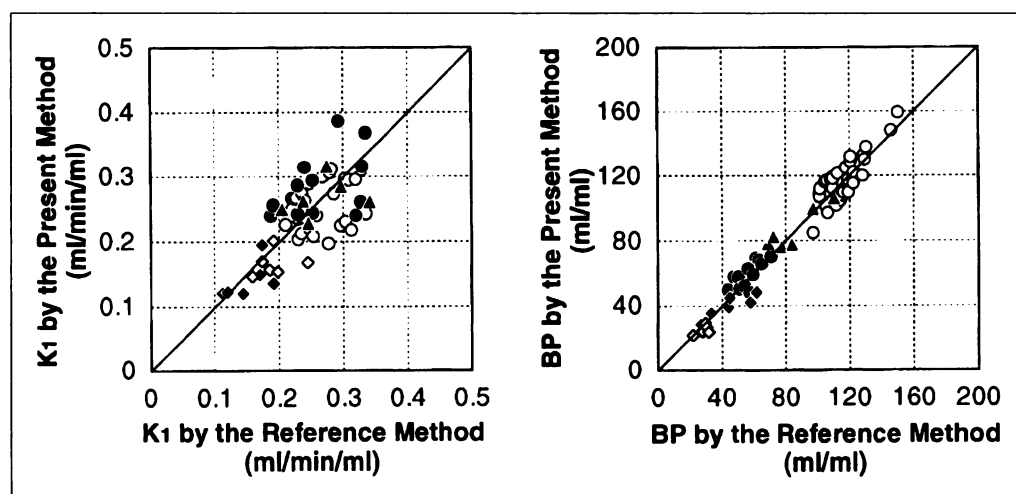 0.5
0.4
0.3
0.2
0.1
0
K1 by the Present Method
(ml/min/ml)
0 0.1 0.2 0.3 0.4 0.5
K1 by the Reference Method
(ml/min/ml)
200
160
120
80
40
0
BP by the Present Method
(ml/ml)
0 40 80 120 160 200
BP by the Reference Method
(ml/ml)